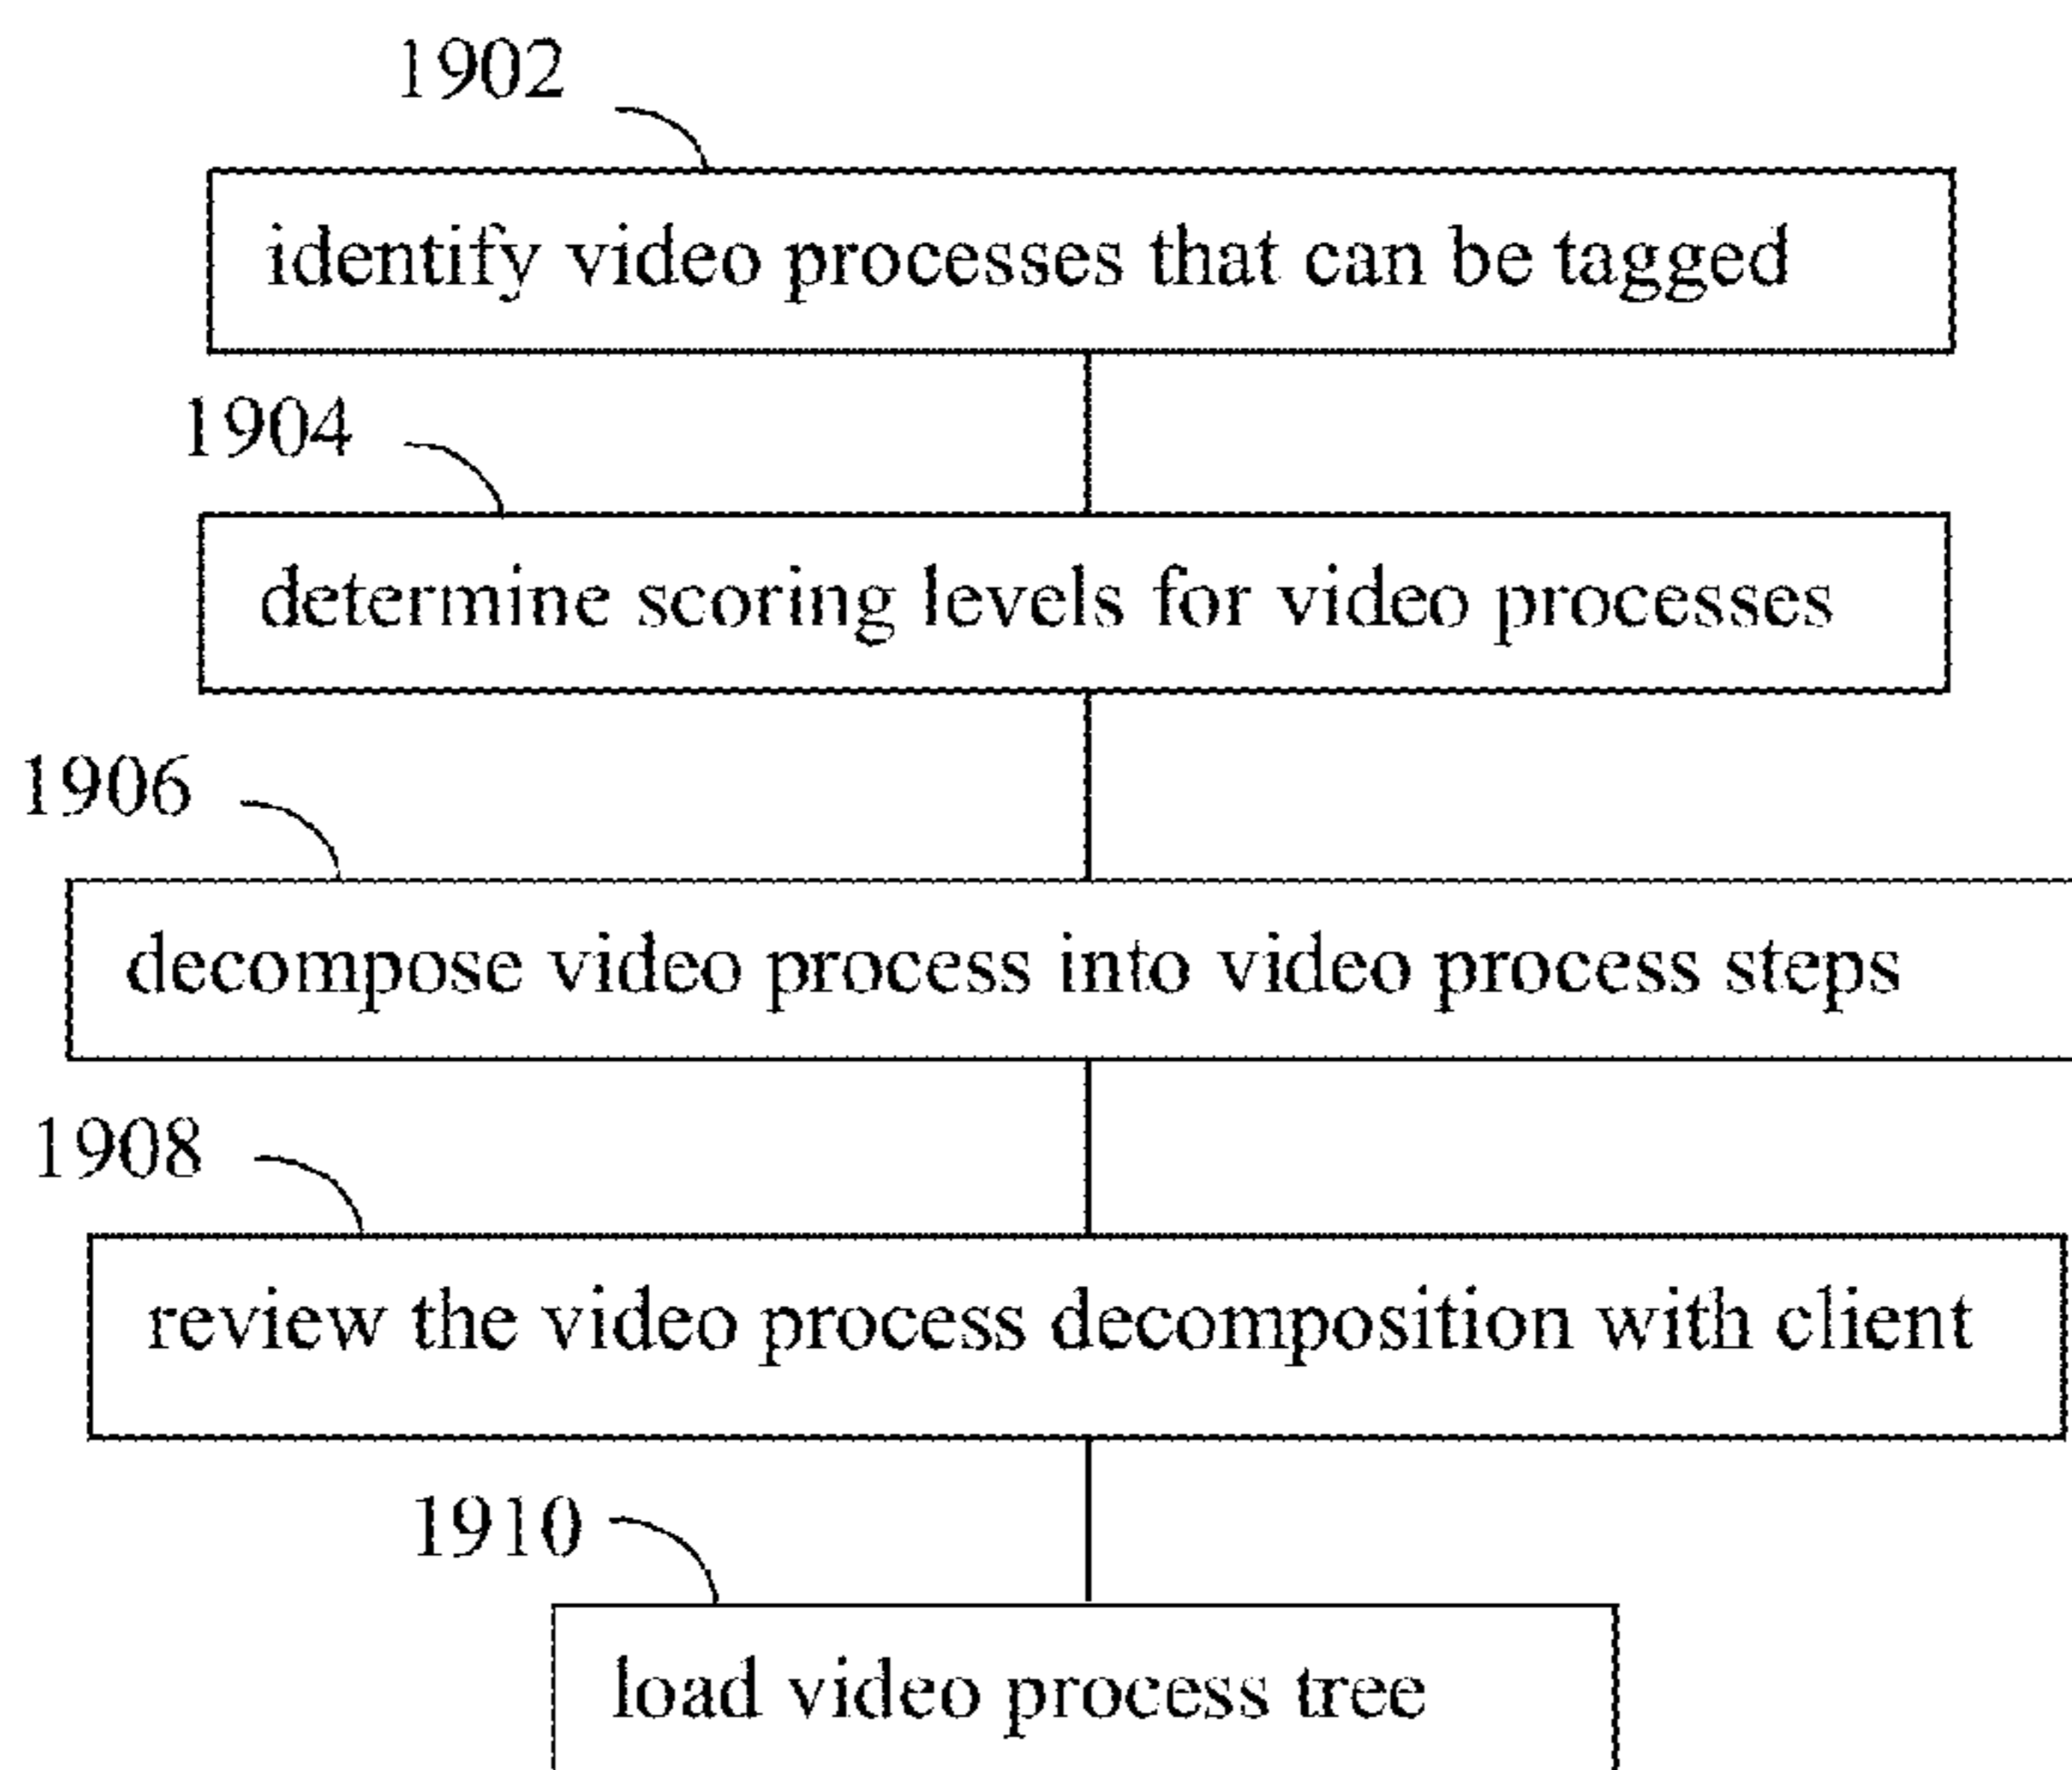 1902
identify video processes that can be tagged
1904
determine scoring levels for video processes
1906
decompose video process into video process steps
1908
review the video process decomposition with client
1910
load video process tree